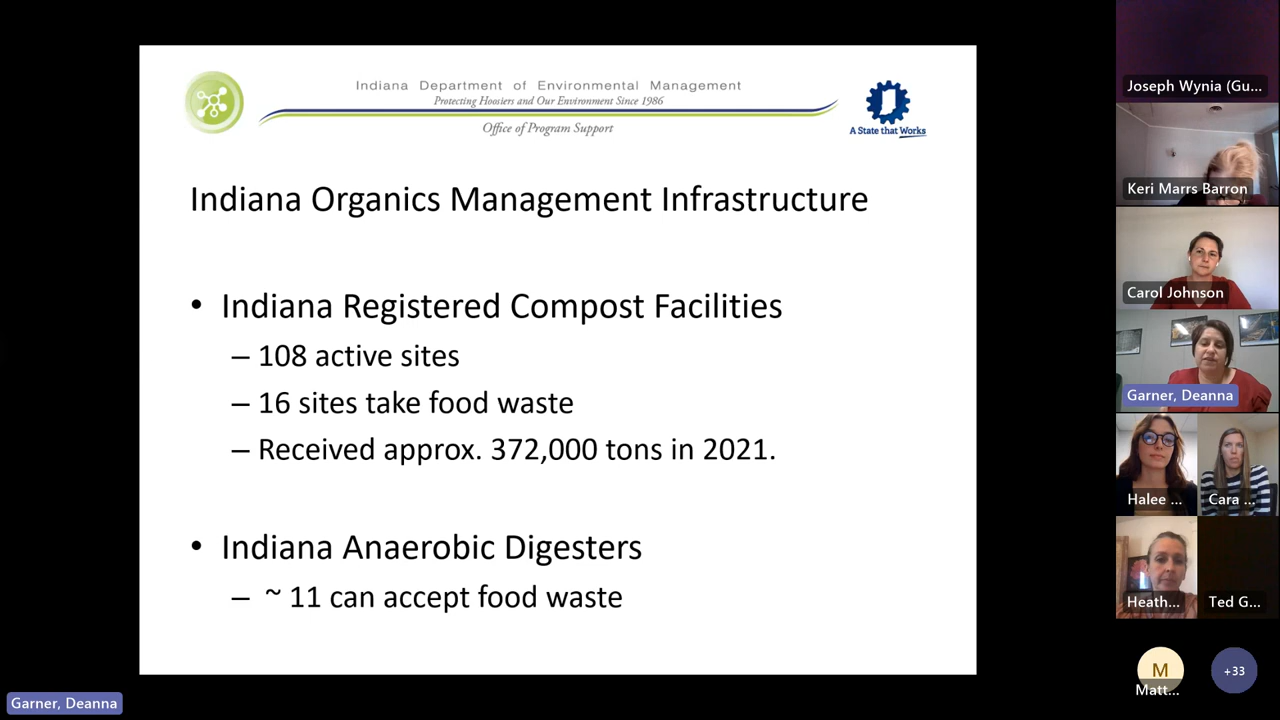 Indiana Department of Environmental Management
Protecting Hoosiers and Our Environment Since 1986
Office of Program Support
A State that Works
Indiana Organics Management Infrastructure
• Indiana Registered Compost Facilities
– 108 active sites
– 16 sites take food waste
– Received approx. 372,000 tons in 2021.
• Indiana Anaerobic Digesters
– ~ 11 can accept food waste
Garner, Deanna
Joseph Wynia (Gu...
Keri Marrs Barron
Carol Johnson
Garner, Deanna
Halee ...
Cara ...
Heath...
Ted G...
M
Matt...
+33